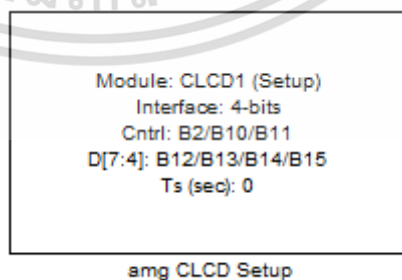 Module: CLCD1 (Setup)
Interface: 4-bits
Cntrl: B2/B10/B11
D[7:4]: B12/B13/B14/B15
Ts (sec): 0
amg CLCD Setup